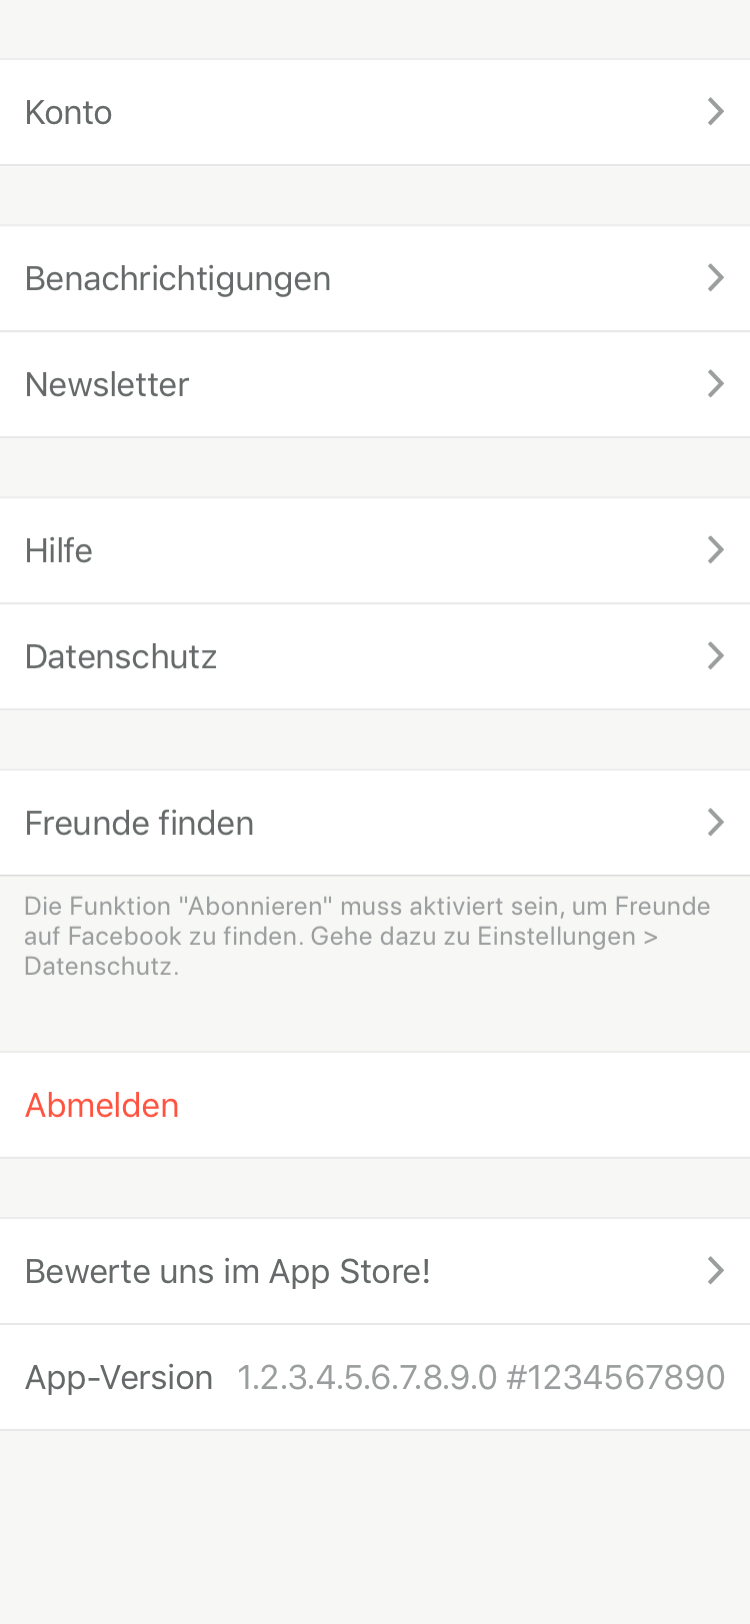 Konto
Benachrichtigungen
Newsletter
Hilfe
Datenschutz
Freunde finden
Die Funktion "Abonnieren" muss aktiviert sein, um Freunde
auf Facebook zu finden. Gehe dazu zu Einstellungen >
Datenschutz.
Abmelden
Bewerte uns im App Store!
App-Version 1.2.3.4.5.6.7.8.9.0 #1234567890